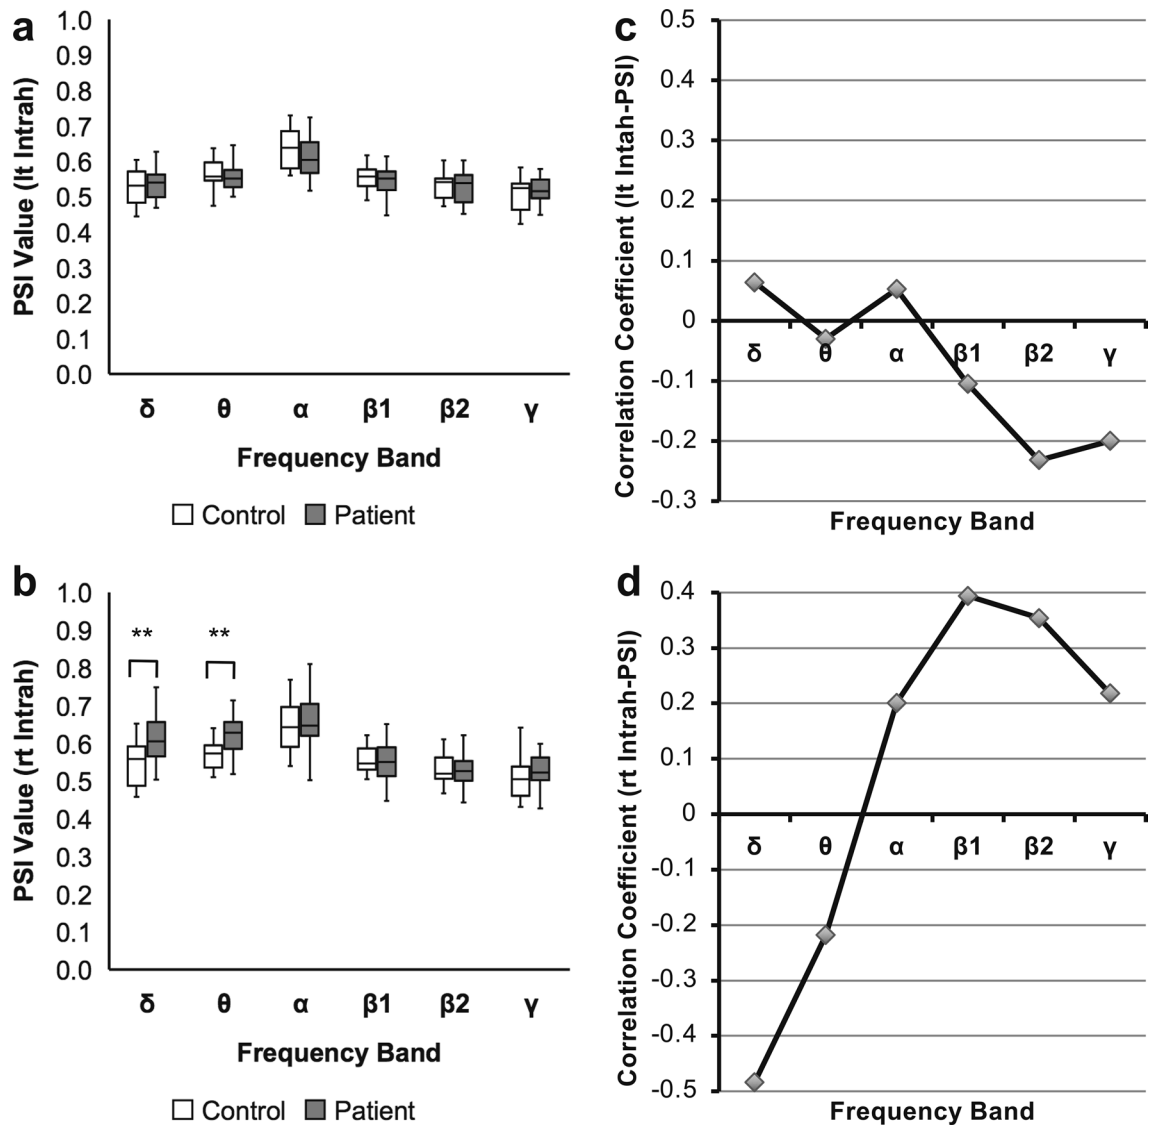 a
PSI Value (lt Intrah)
1.0
0.9
0.8
0.7
0.6
0.5
0.4
0.3
0.2
0.1
0.0
δ θ α β1 β2 γ
Frequency Band
Control Patient
c
Correlation Coefficient (lt Intah-PSI)
0.5
0.4
0.3
0.2
0.1
0
-0.1
-0.2
-0.3
δ θ α β1 β2 γ
Frequency Band
b
PSI Value (rt Intrah)
1.0
0.9
0.8
0.7
0.6
0.5
0.4
0.3
0.2
0.1
0.0
** **
δ θ α β1 β2 γ
Frequency Band
Control Patient
d
Correlation Coefficient (rt Intrah-PSI)
0.4
0.3
0.2
0.1
0
-0.1
-0.2
-0.3
-0.4
-0.5
δ θ α β1 β2 γ
Frequency Band